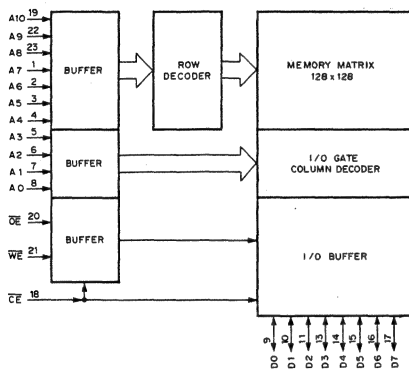 A10 19
A9 22
A8 23
A7 1
A6 2
A5 3
A4 4
A3 5
A2 6
A1 7
A0 8
OE 20
WE 21
CE 18
BUFFER
BUFFER
BUFFER
ROW
DECODER
MEMORY MATRIX
128 x 128
I/O GATE
COLUMN DECODER
I/O BUFFER
9 10 11 12 13 14 15 16 17
D0 D1 D2 D3 D4 D5 D6 D7